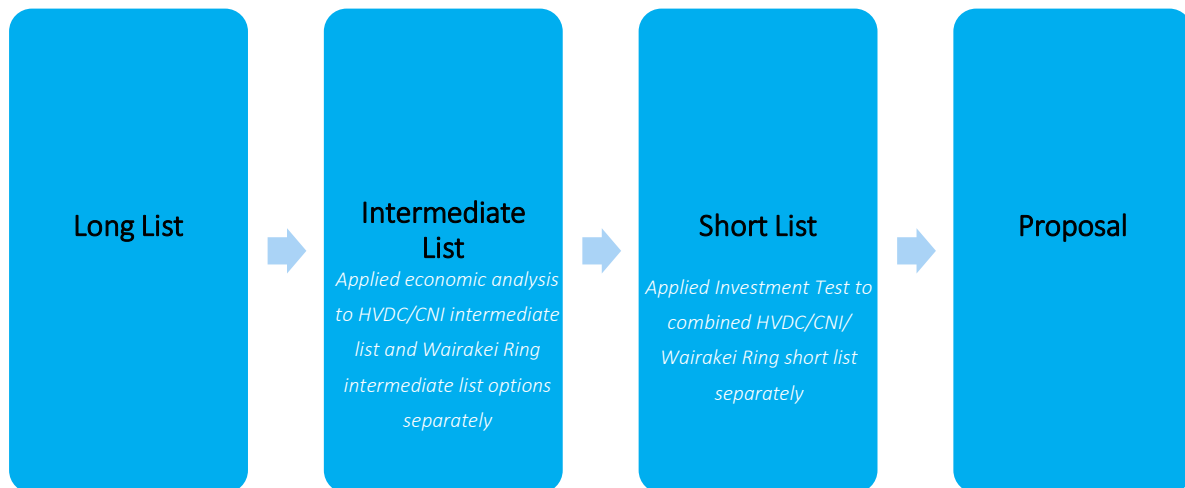 Long List
Intermediate
List
Applied economic analysis
to HVDC/CNI intermediate
list and Wairakei Ring
intermediate list options
separately
Short List
Applied Investment Test to
combined HVDC/CNI/
Wairakei Ring short list
separately
Proposal